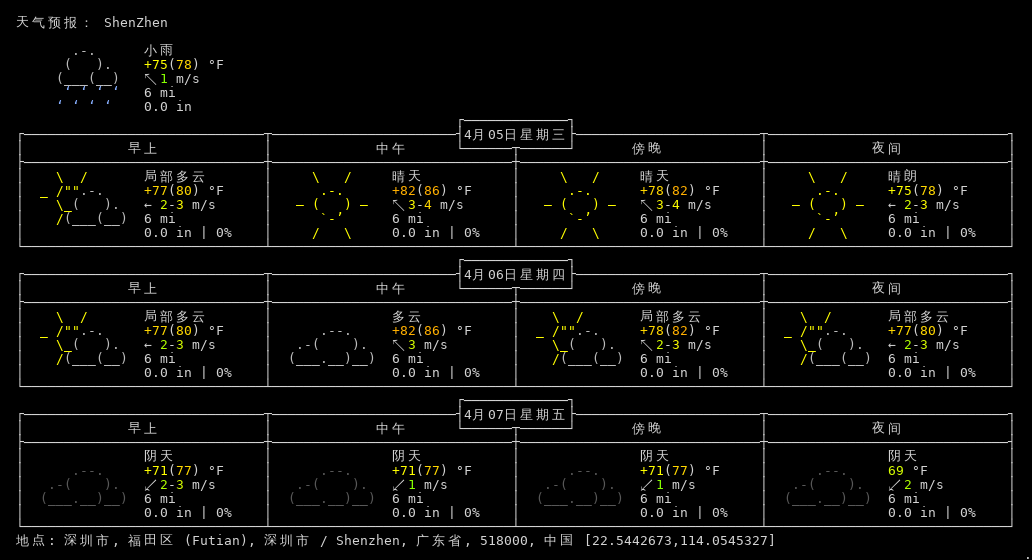 天气预报: ShenZhen
小雨
+75(78) °F
↖1 m/s
6 mi
0.0 in
4月05日星期三
早上 中午 傍晚 夜间
局部多云 晴天 晴天 晴朗
+77(80) °F +82(86) °F +78(82) °F +75(78) °F
← 2-3 m/s ↖3-4 m/s ↖3-4 m/s ← 2-3 m/s
6 mi 6 mi 6 mi 6 mi
0.0 in | 0% 0.0 in | 0% 0.0 in | 0% 0.0 in | 0%
4月06日星期四
早上 中午 傍晚 夜间
局部多云 多云 局部多云 局部多云
+77(80) °F +82(86) °F +78(82) °F +77(80) °F
← 2-3 m/s ↖3 m/s ↖2-3 m/s ← 2-3 m/s
6 mi 6 mi 6 mi 6 mi
0.0 in | 0% 0.0 in | 0% 0.0 in | 0% 0.0 in | 0%
4月07日星期五
早上 中午 傍晚 夜间
阴天 阴天 阴天 阴天
+71(77) °F +71(77) °F +71(77) °F 69 °F
↙2-3 m/s ↙1 m/s ↙1 m/s ↙2 m/s
6 mi 6 mi 6 mi 6 mi
0.0 in | 0% 0.0 in | 0% 0.0 in | 0% 0.0 in | 0%
地点: 深圳市, 福田区 (Futian), 深圳市 / Shenzhen, 广东省, 518000, 中国 [22.5442673,114.0545327]